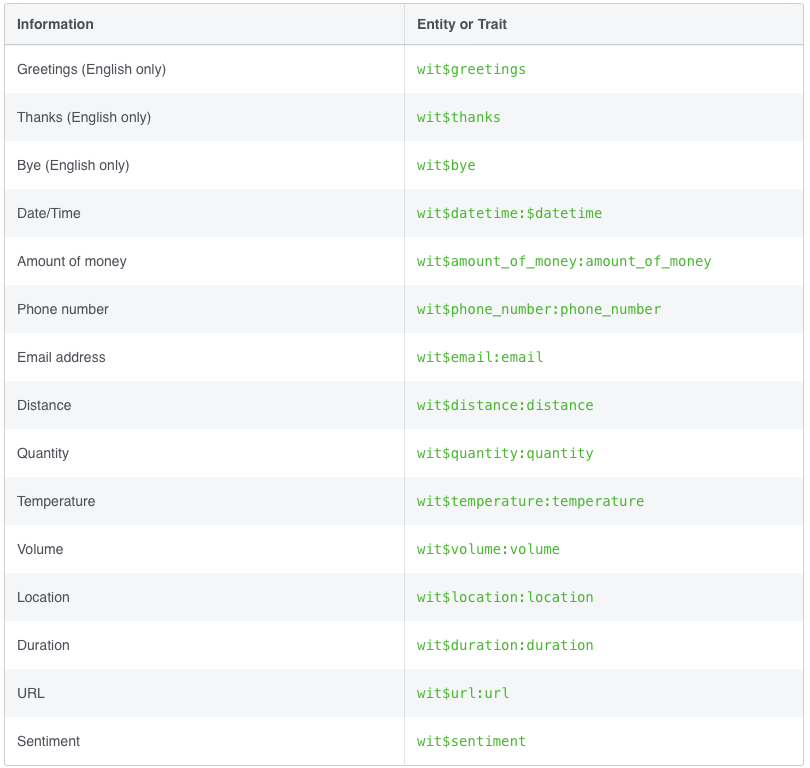 Information Entity or Trait
Greetings (English only) wit$greetings
Thanks (English only) wit$thanks
Bye (English only) wit$bye
Date/Time wit$datetime:$datetime
Amount of money wit$amount_of_money:amount_of_money
Phone number wit$phone_number:phone_number
Email address wit$email:email
Distance wit$distance:distance
Quantity wit$quantity:quantity
Temperature wit$temperature:temperature
Volume wit$volume:volume
Location wit$location:location
Duration wit$duration:duration
URL wit$url:url
Sentiment wit$sentiment